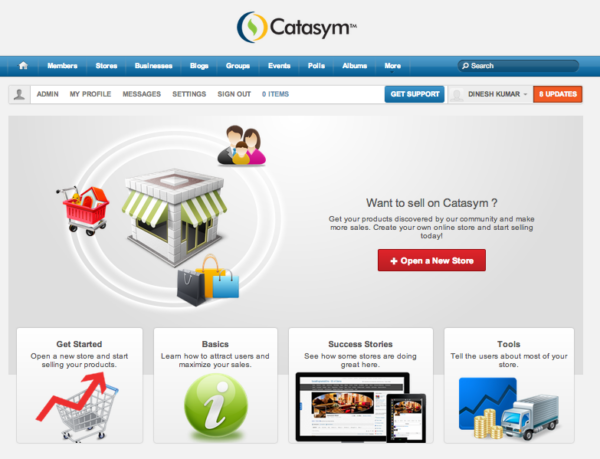 Catasym™
Members Stores Businesses Blogs Groups Events Polls Albums More Search
ADMIN MY PROFILE MESSAGES SETTINGS SIGN OUT 0 ITEMS GET SUPPORT DINESH KUMAR 8 UPDATES
Want to sell on Catasym ?
Get your products discovered by our community and make
more sales. Create your own online store and start selling
today!
+ Open a New Store
Get Started
Open a new store and start
selling your products.
Basics
Learn how to attract users and
maximize your sales.
Success Stories
See how some stores are doing
great here.
Tools
Tell the users about most of your
store.